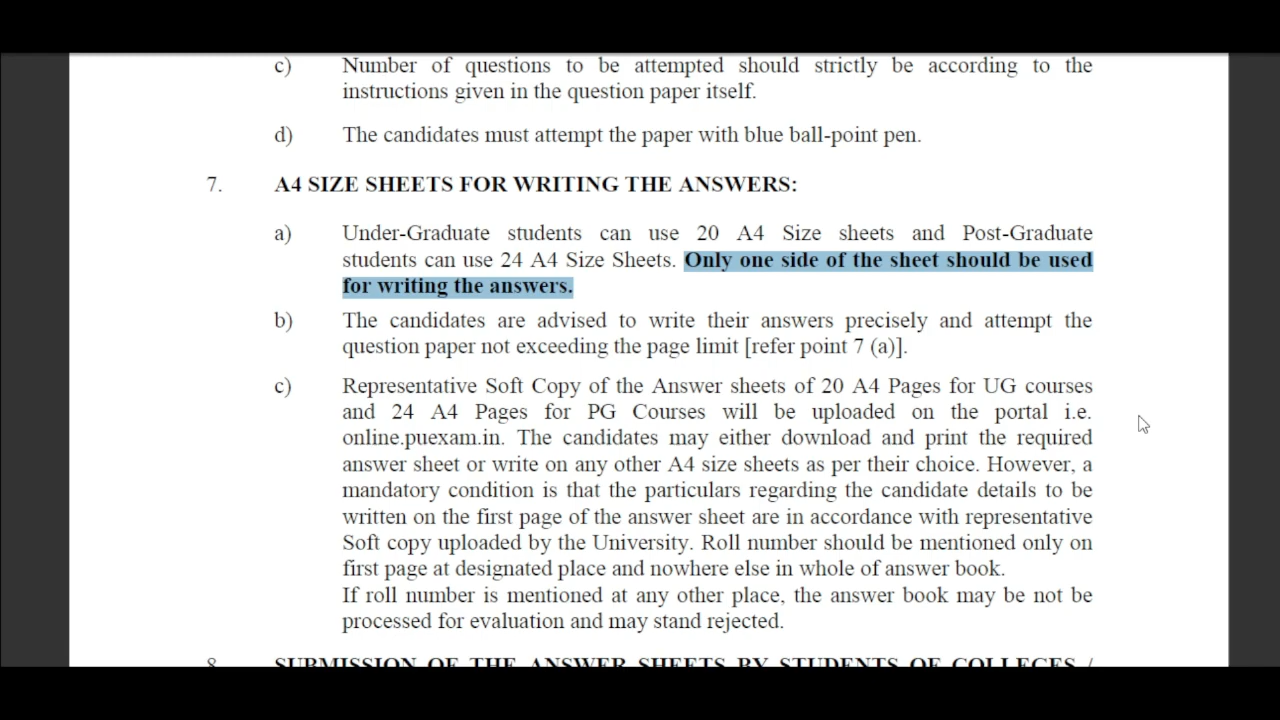 c) Number of questions to be attempted should strictly be according to the
instructions given in the question paper itself.
d) The candidates must attempt the paper with blue ball-point pen.
7. A4 SIZE SHEETS FOR WRITING THE ANSWERS:
a) Under-Graduate students can use 20 A4 Size sheets and Post-Graduate
students can use 24 A4 Size Sheets. Only one side of the sheet should be used
for writing the answers.
b) The candidates are advised to write their answers precisely and attempt the
question paper not exceeding the page limit [refer point 7 (a)].
c) Representative Soft Copy of the Answer sheets of 20 A4 Pages for UG courses
and 24 A4 Pages for PG Courses will be uploaded on the portal i.e.
online.puexam.in. The candidates may either download and print the required
answer sheet or write on any other A4 size sheets as per their choice. However, a
mandatory condition is that the particulars regarding the candidate details to be
written on the first page of the answer sheet are in accordance with representative
Soft copy uploaded by the University. Roll number should be mentioned only on
first page at designated place and nowhere else in whole of answer book.
If roll number is mentioned at any other place, the answer book may be not be
processed for evaluation and may stand rejected.
8. SUBMISSION OF THE ANSWER SHEETS BY STUDENTS OF COLLEGES /